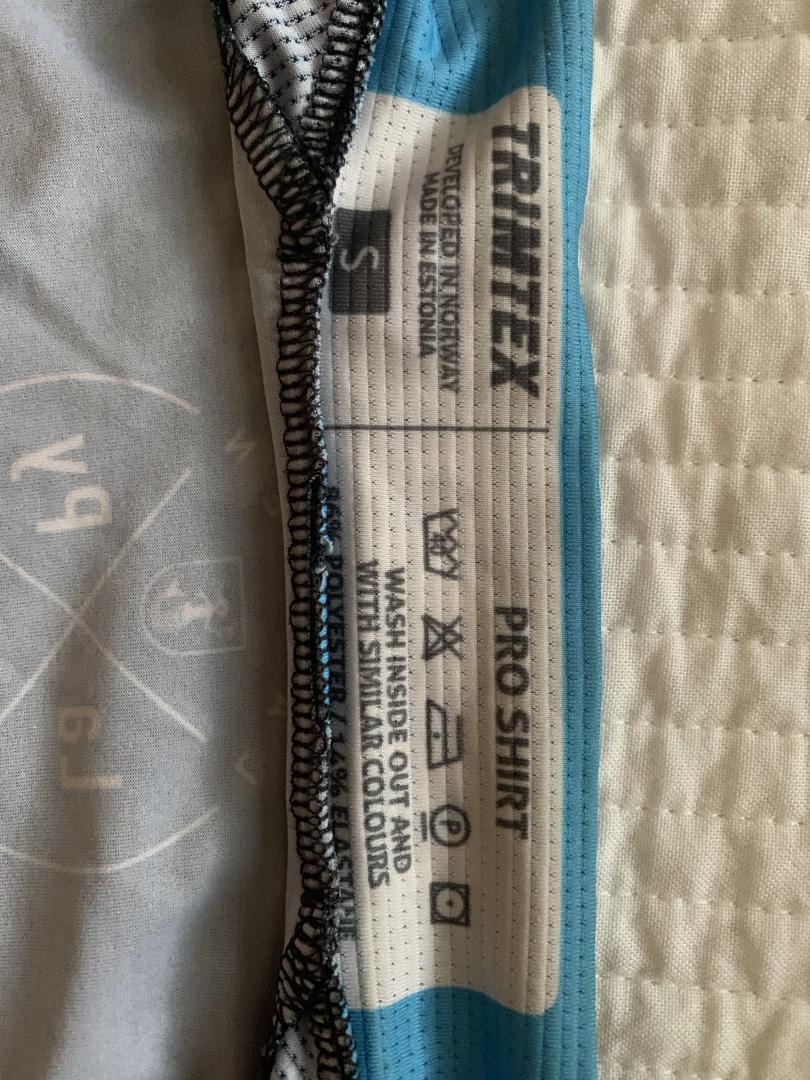 TRIMTEX
DEVELOPED IN NORWAY
MADE IN ESTONIA
S
PRO SHIRT
P
WASH INSIDE OUT AND
WITH SIMILAR COLOURS
86% POLYESTER / 14% ELASTANE